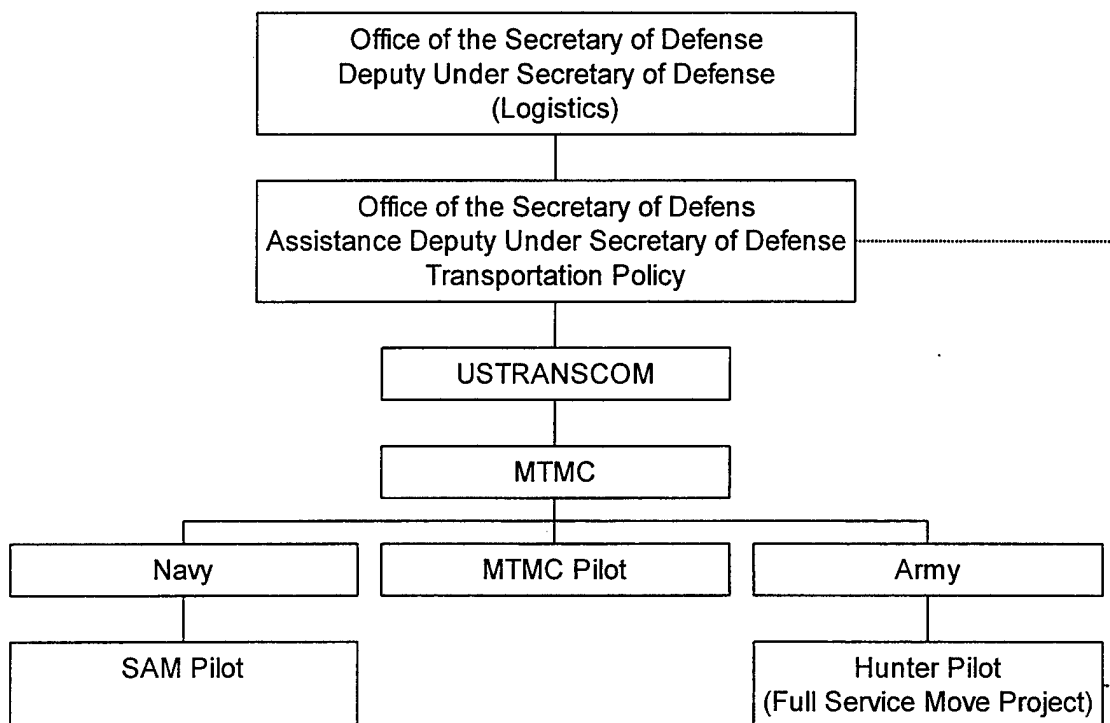 Office of the Secretary of Defense
Deputy Under Secretary of Defense
(Logistics)
Office of the Secretary of Defens
Assistance Deputy Under Secretary of Defense
Transportation Policy
USTRANSCOM
MTMC
Navy
MTMC Pilot
Army
SAM Pilot
Hunter Pilot
(Full Service Move Project)